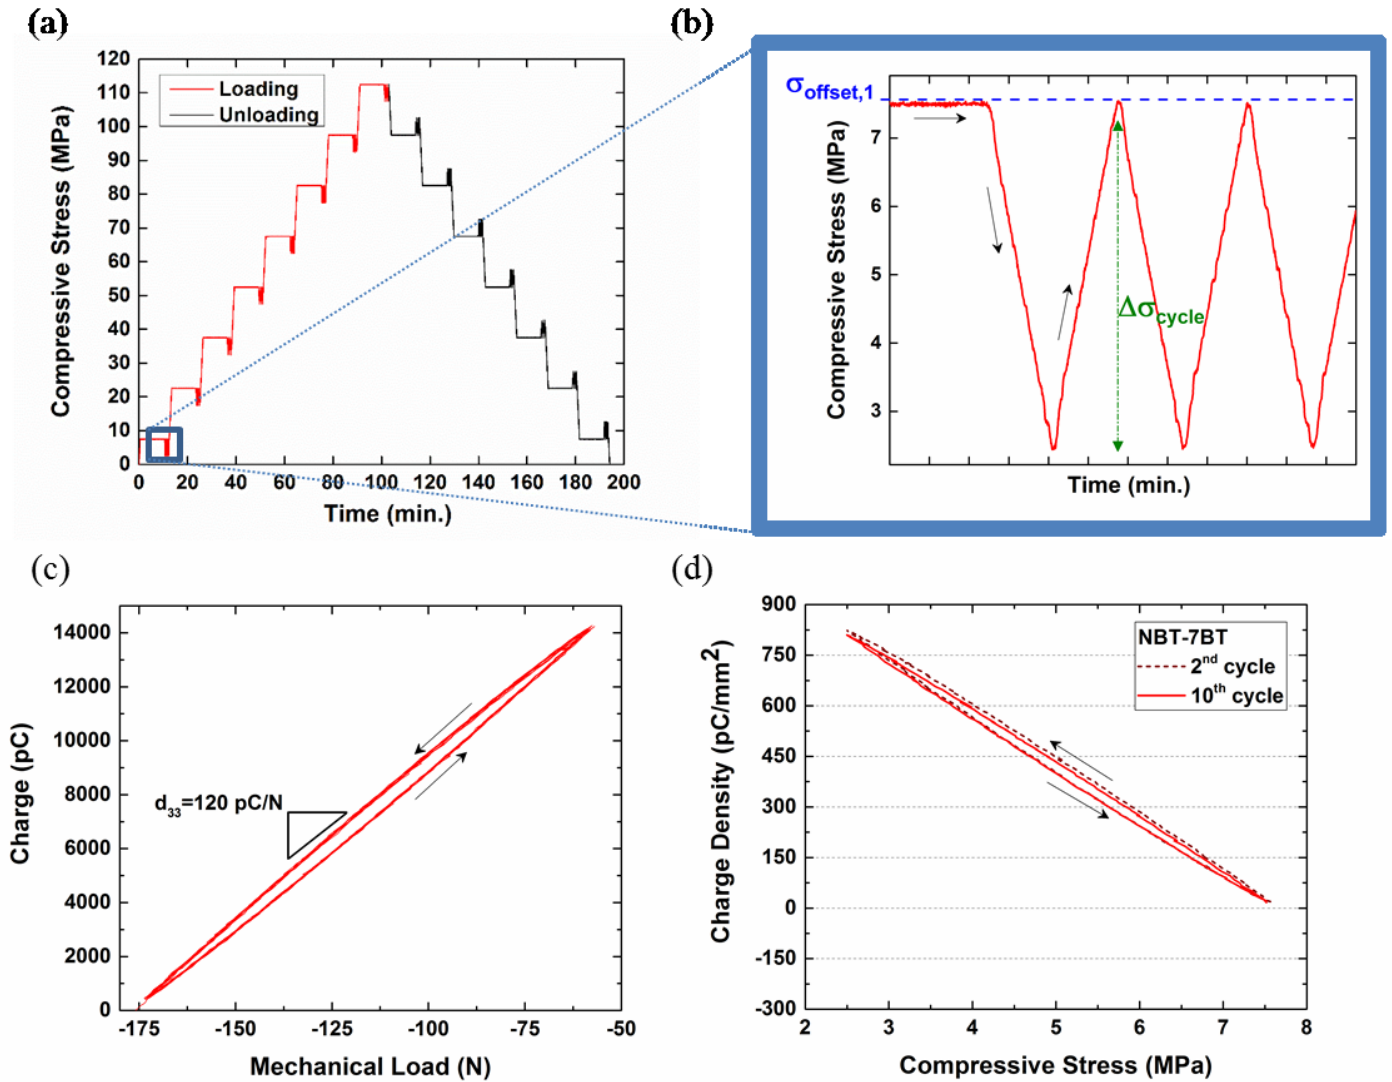 (a)
120
110
100
90
80
70
60
50
40
30
20
10
0
Compressive Stress (MPa)
Loading
Unloading
0 20 40 60 80 100 120 140 160 180 200
Time (min.)
(b)
σoffset,1
7
6
5
4
3
Compressive Stress (MPa)
Δσcycle
Time (min.)
(c)
14000
12000
10000
8000
6000
4000
2000
0
Charge (pC)
d33=120 pC/N
-175 -150 -125 -100 -75 -50
Mechanical Load (N)
(d)
900
750
600
450
300
150
0
-150
-300
Charge Density (pC/mm2)
NBT-7BT
2nd cycle
10th cycle
2 3 4 5 6 7 8
Compressive Stress (MPa)